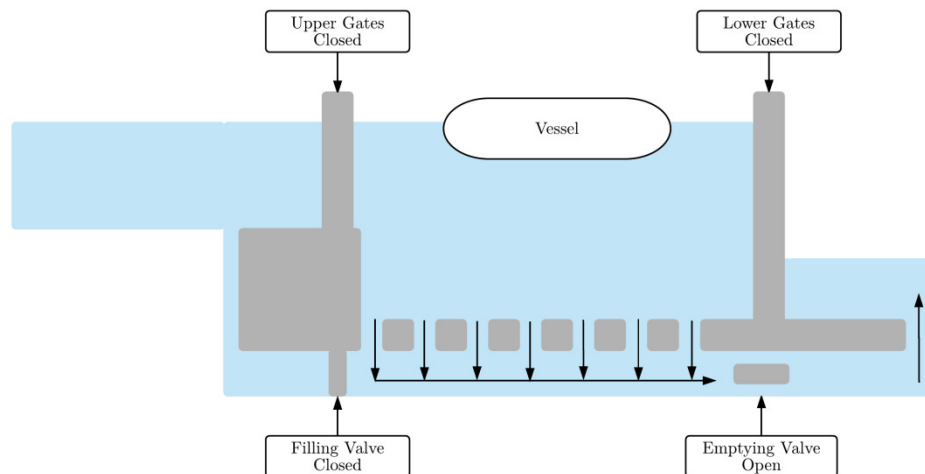 Upper Gates
Closed
Lower Gates
Closed
Vessel
Filling Valve
Closed
Emptying Valve
Open